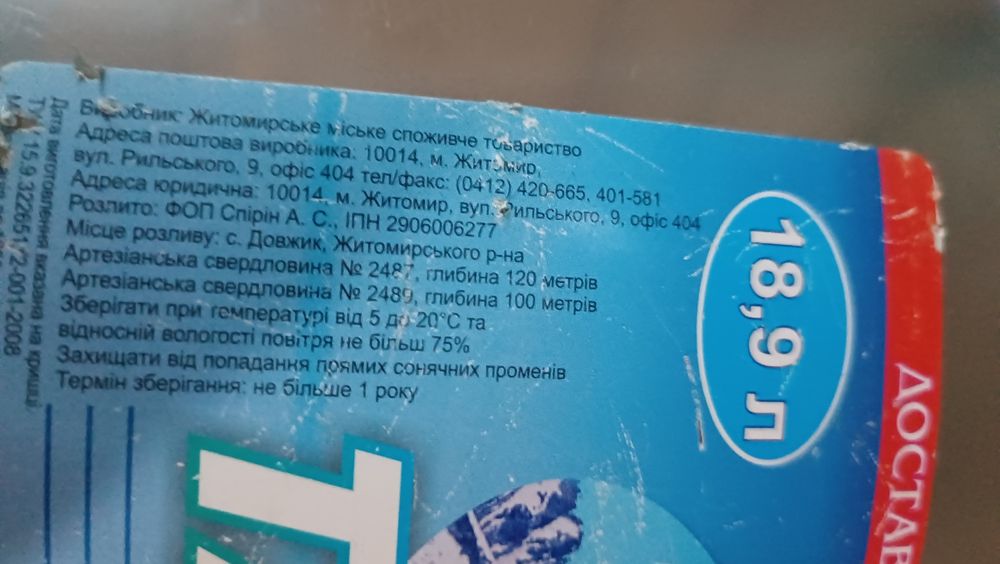 Виробник: Житомирське міське споживче товариство
Адреса поштова виробника: 10014, м. Житомир,
вул. Рильського, 9, офіс 404 тел/факс: (0412) 420-665, 401-581
Адреса юридична: 10014, м. Житомир, вул. Рильського, 9, офіс 404
Розлито: ФОП Спірін А. С., ІПН 2906006277
Місце розливу: с. Довжик, Житомирського р-на
Артезіанська свердловина № 2487, глибина 120 метрів
Артезіанська свердловина № 2489, глибина 100 метрів
Зберігати при температурі від 5 до 20°С та
відносній вологості повітря не більш 75%
Захищати від попадання прямих сонячних променів
Термін зберігання: не більше 1 року
Дата виготовлення вказана на кришці
18,9 л
ДОСТАВ